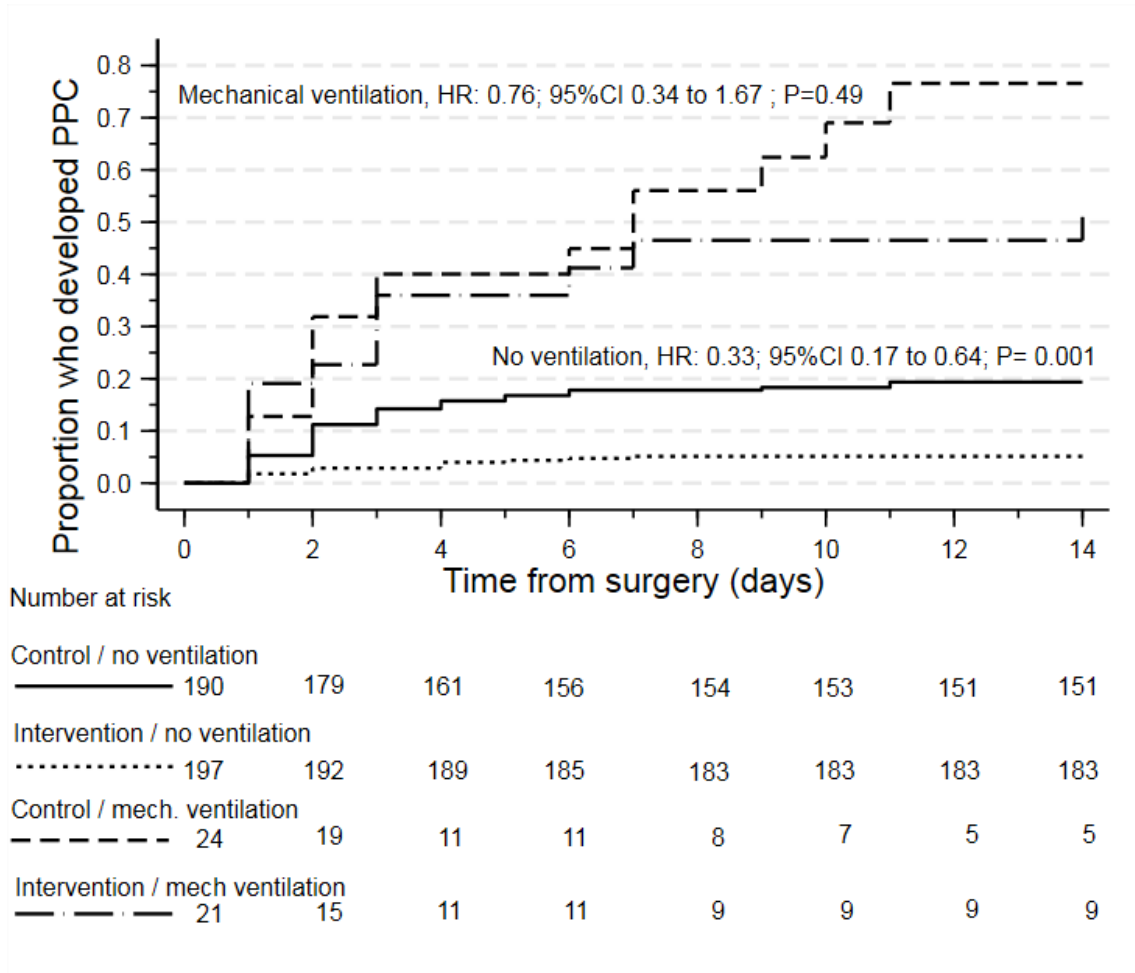 Proportion who developed PPC
0.8
0.7
0.6
0.5
0.4
0.3
0.2
0.1
0.0
Mechanical ventilation, HR: 0.76; 95%CI 0.34 to 1.67 ; P=0.49
No ventilation, HR: 0.33; 95%CI 0.17 to 0.64; P= 0.001
0 2 4 6 8 10 12 14
Time from surgery (days)
Number at risk
Control / no ventilation
190 179 161 156 154 153 151 151
Intervention / no ventilation
197 192 189 185 183 183 183 183
Control / mech. ventilation
24 19 11 11 8 7 5 5
Intervention / mech ventilation
21 15 11 11 9 9 9 9